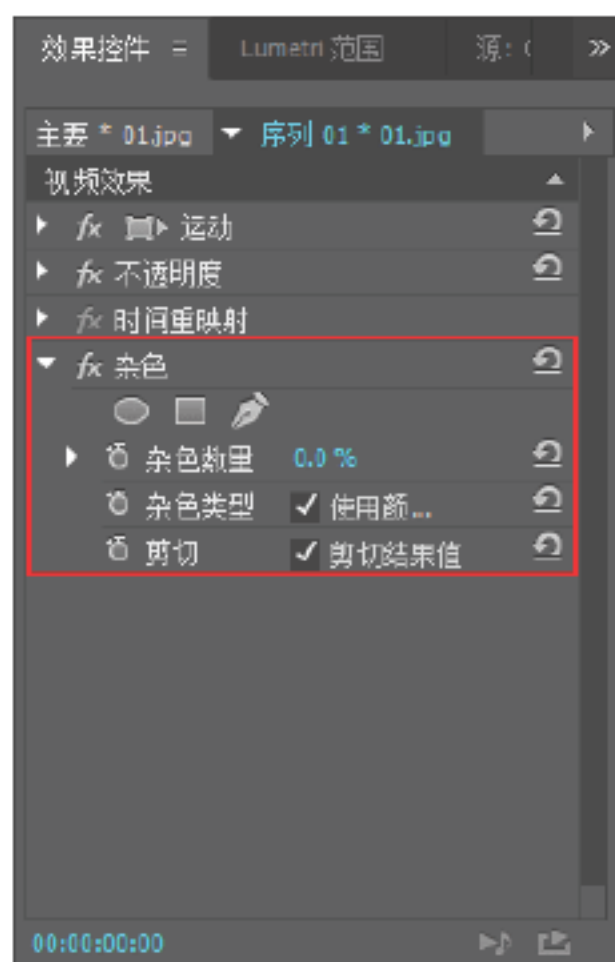 效果控件 Lumetri 范围 源:
主要 * 01.jpg 序列 01 * 01.jpg
视频效果
fx 运动
fx 不透明度
fx 时间重映射
fx 杂色
杂色数量 0.0 %
杂色类型 使用颜...
剪切 剪切结果值
00:00:00:00